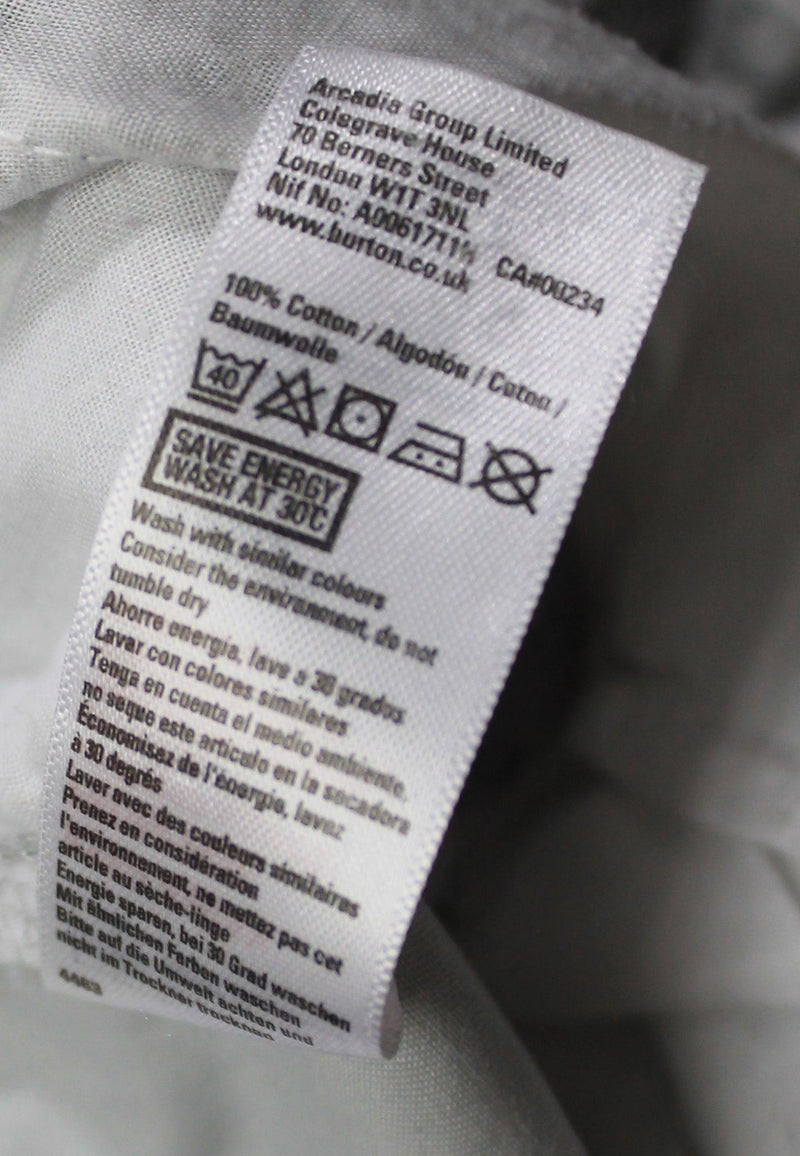 Arcadia Group Limited
Colegrave House
70 Berners Street
London W1T 3NL
Nif No: A0061711½ CA#00234
www.burton.co.uk
100% Cotton / Algodón / Coton /
Baumwolle
40
SAVE ENERGY
WASH AT 30°C
Wash with similar colours
Consider the environment, do not
tumble dry
Ahorre energía, lave a 30 grados
Lavar con colores similares
Tenga en cuenta el medio ambiente,
no seque este articulo en la secadora
Économisez de l'énergie, lavez
à 30 degrés
Laver avec des couleurs similaires
Prenez en considération
l'environnement, ne mettez pas cet
article au sèche-linge
Energie sparen, bei 30 Grad waschen
Mit ähnlichen Farben waschen
Bitte auf die Umwelt achten und
nicht im Trockner trocknen
4463